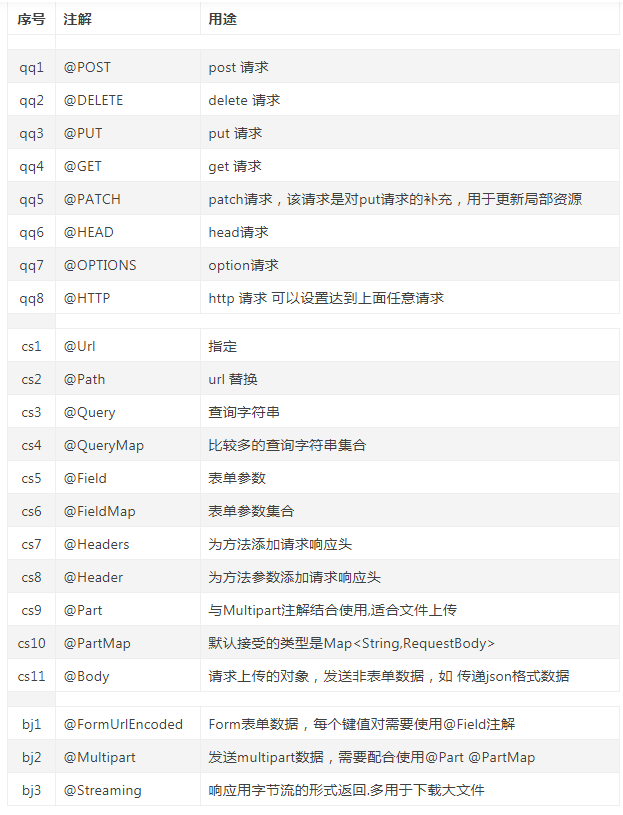 序号 注解 用途
qq1 @POST post 请求
qq2 @DELETE delete 请求
qq3 @PUT put 请求
qq4 @GET get 请求
qq5 @PATCH patch请求，该请求是对put请求的补充，用于更新局部资源
qq6 @HEAD head请求
qq7 @OPTIONS option请求
qq8 @HTTP http 请求 可以设置达到上面任意请求
cs1 @Url 指定
cs2 @Path url 替换
cs3 @Query 查询字符串
cs4 @QueryMap 比较多的查询字符串集合
cs5 @Field 表单参数
cs6 @FieldMap 表单参数集合
cs7 @Headers 为方法添加请求响应头
cs8 @Header 为方法参数添加请求响应头
cs9 @Part 与Multipart注解结合使用,适合文件上传
cs10 @PartMap 默认接受的类型是Map<String,RequestBody>
cs11 @Body 请求上传的对象，发送非表单数据，如 传递json格式数据
bj1 @FormUrlEncoded Form表单数据，每个键值对需要使用@Field注解
bj2 @Multipart 发送multipart数据，需要配合使用@Part @PartMap
bj3 @Streaming 响应用字节流的形式返回.多用于下载大文件